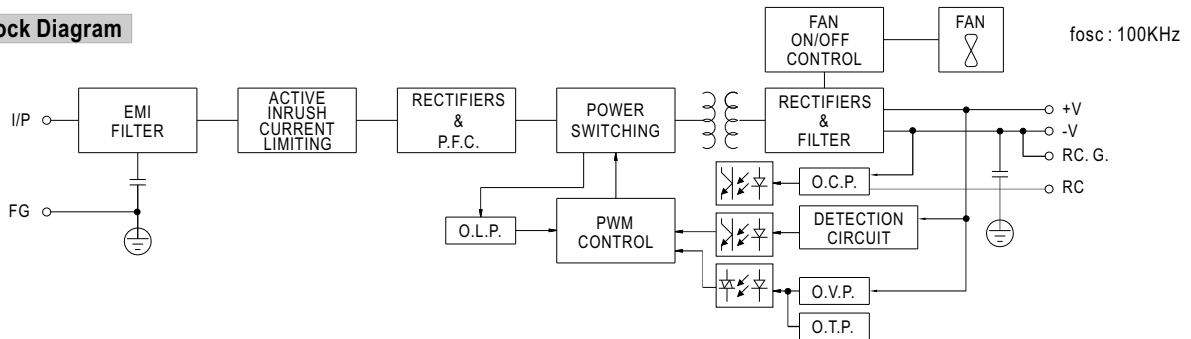 ock Diagram
fosc : 100KHz
FAN
ON/OFF
CONTROL
FAN
I/P
EMI
FILTER
ACTIVE
INRUSH
CURRENT
LIMITING
RECTIFIERS
&
P.F.C.
POWER
SWITCHING
RECTIFIERS
&
FILTER
+V
-V
RC. G.
RC
FG
O.L.P.
PWM
CONTROL
O.C.P.
DETECTION
CIRCUIT
O.V.P.
O.T.P.